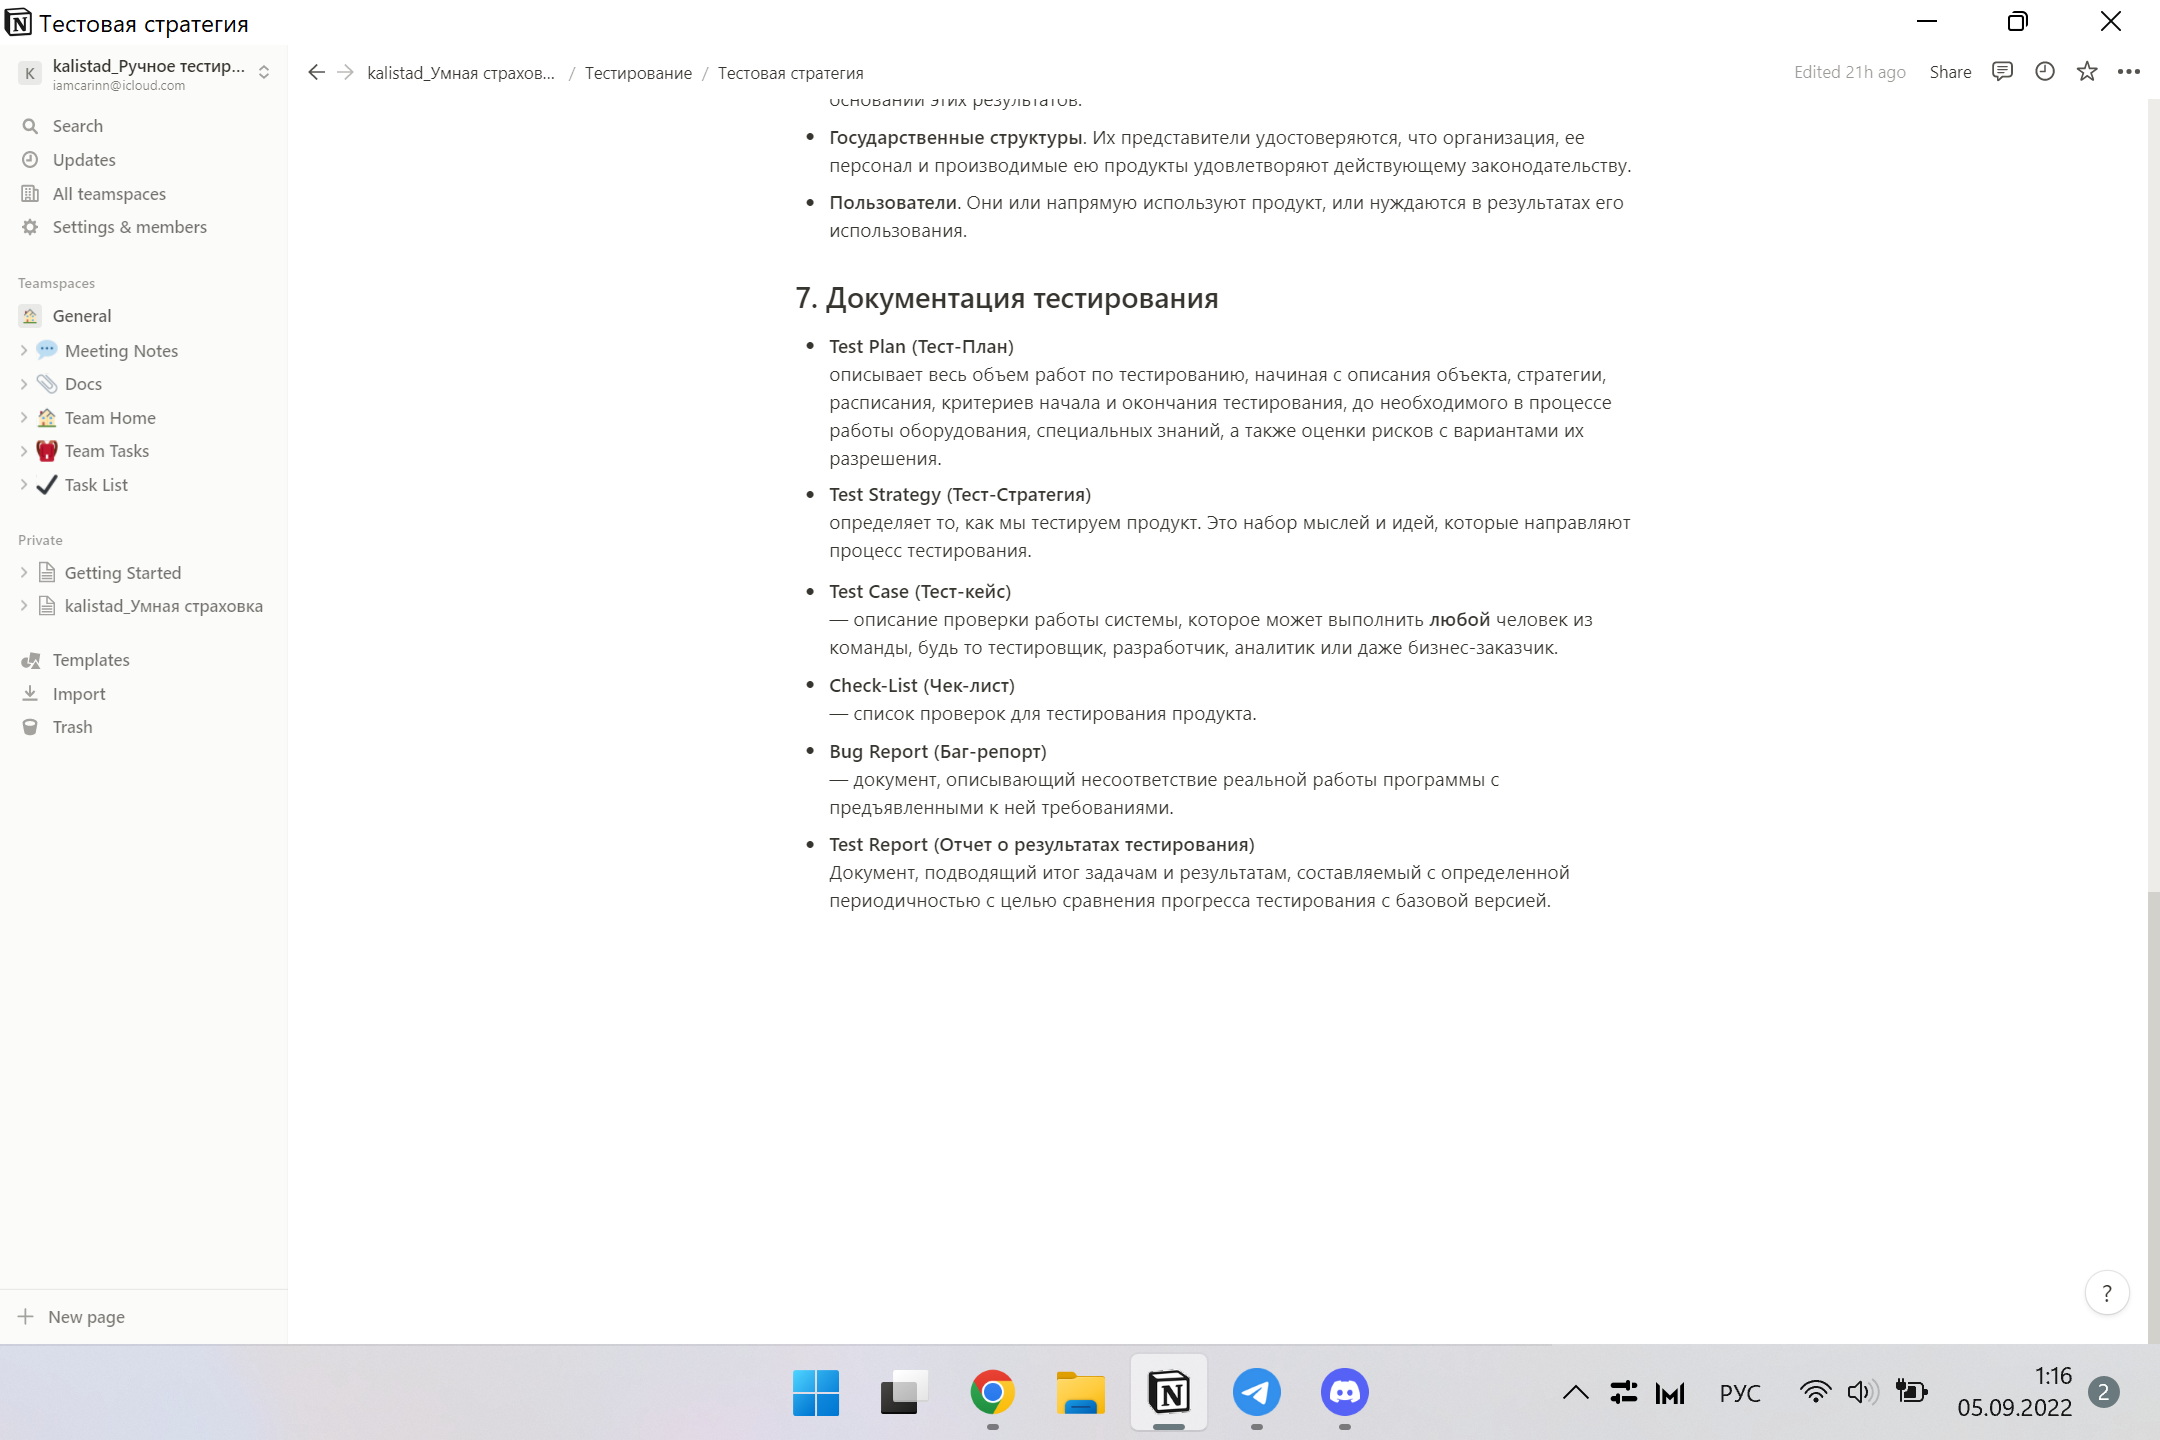 Тестовая стратегия
K
kalistad_Ручное тестир...
iamcarinn@icloud.com
Search
Updates
All teamspaces
Settings & members
Teamspaces
General
Meeting Notes
Docs
Team Home
Team Tasks
Task List
Private
Getting Started
kalistad_Умная страховка
Templates
Import
Trash
New page
kalistad_Умная страхов... / Тестирование / Тестовая стратегия
Edited 21h ago
Share
основании этих результатов.
• Государственные структуры. Их представители удостоверяются, что организация, ее
персонал и производимые ею продукты удовлетворяют действующему законодательству.
• Пользователи. Они или напрямую используют продукт, или нуждаются в результатах его
использования.
7. Документация тестирования
• Test Plan (Тест-План)
описывает весь объем работ по тестированию, начиная с описания объекта, стратегии,
расписания, критериев начала и окончания тестирования, до необходимого в процессе
работы оборудования, специальных знаний, а также оценки рисков с вариантами их
разрешения.
• Test Strategy (Тест-Стратегия)
определяет то, как мы тестируем продукт. Это набор мыслей и идей, которые направляют
процесс тестирования.
• Test Case (Тест-кейс)
— описание проверки работы системы, которое может выполнить любой человек из
команды, будь то тестировщик, разработчик, аналитик или даже бизнес-заказчик.
• Check-List (Чек-лист)
— список проверок для тестирования продукта.
• Bug Report (Баг-репорт)
— документ, описывающий несоответствие реальной работы программы с
предъявленными к ней требованиями.
• Test Report (Отчет о результатах тестирования)
Документ, подводящий итог задачам и результатам, составляемый с определенной
периодичностью с целью сравнения прогресса тестирования с базовой версией.
?
РУС
1:16
05.09.2022
2